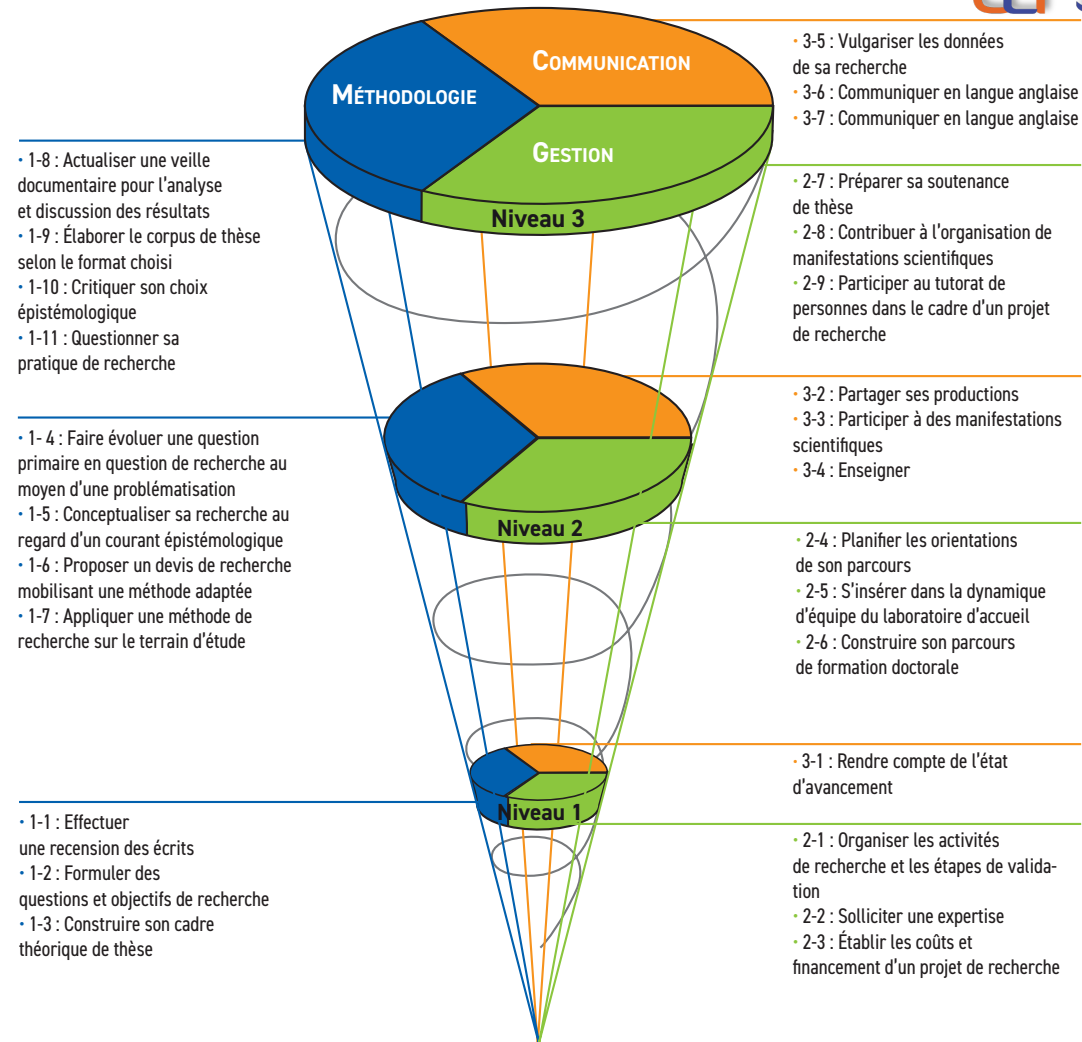 COMMUNICATION
MÉTHODOLOGIE
GESTION
Niveau 3
• 3-5 : Vulgariser les données
de sa recherche
• 3-6 : Communiquer en langue anglaise
• 3-7 : Communiquer en langue anglaise
• 1-8 : Actualiser une veille
documentaire pour l'analyse
et discussion des résultats
• 1-9 : Élaborer le corpus de thèse
selon le format choisi
• 1-10 : Critiquer son choix
épistémologique
• 1-11 : Questionner sa
pratique de recherche
• 2-7 : Préparer sa soutenance
de thèse
• 2-8 : Contribuer à l'organisation de
manifestations scientifiques
• 2-9 : Participer au tutorat de
personnes dans le cadre d'un projet
de recherche
Niveau 2
• 3-2 : Partager ses productions
• 3-3 : Participer à des manifestations
scientifiques
• 3-4 : Enseigner
• 1- 4 : Faire évoluer une question
primaire en question de recherche au
moyen d'une problématisation
• 1-5 : Conceptualiser sa recherche au
regard d'un courant épistémologique
• 1-6 : Proposer un devis de recherche
mobilisant une méthode adaptée
• 1-7 : Appliquer une méthode de
recherche sur le terrain d'étude
• 2-4 : Planifier les orientations
de son parcours
• 2-5 : S'insérer dans la dynamique
d'équipe du laboratoire d'accueil
• 2-6 : Construire son parcours
de formation doctorale
Niveau 1
• 3-1 : Rendre compte de l'état
d'avancement
• 1-1 : Effectuer
une recension des écrits
• 1-2 : Formuler des
questions et objectifs de recherche
• 1-3 : Construire son cadre
théorique de thèse
• 2-1 : Organiser les activités
de recherche et les étapes de valida-
tion
• 2-2 : Solliciter une expertise
• 2-3 : Établir les coûts et
financement d'un projet de recherche